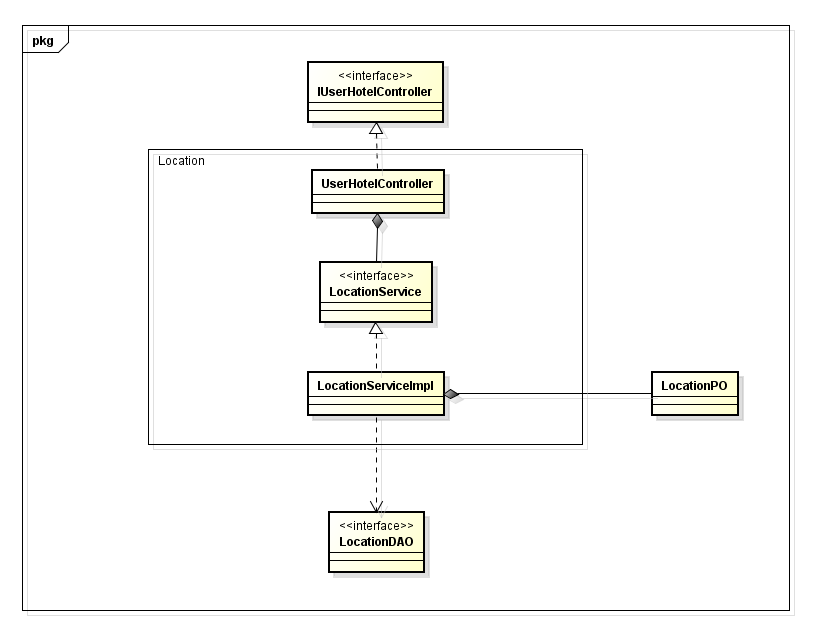 pkg
<<interface>>
IUserHotelController
Location
UserHotelController
<<interface>>
LocationService
LocationServiceImpl
LocationPO
<<interface>>
LocationDAO